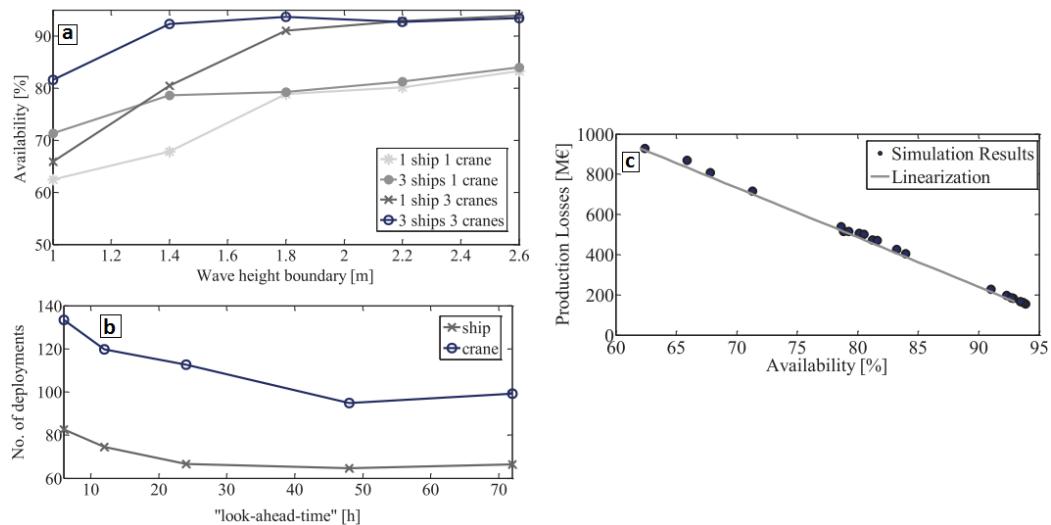 a
Availability [%]
90
80
70
60
50
1 1.2 1.4 1.6 1.8 2 2.2 2.4 2.6
Wave height boundary [m]
1 ship 1 crane
3 ships 1 crane
1 ship 3 cranes
3 ships 3 cranes
b
No. of deployments
140
120
100
80
60
10 20 30 40 50 60 70
"look-ahead-time" [h]
ship
crane
c
Production Losses [M€]
1000
800
600
400
200
0
60 65 70 75 80 85 90 95
Availability [%]
Simulation Results
Linearization